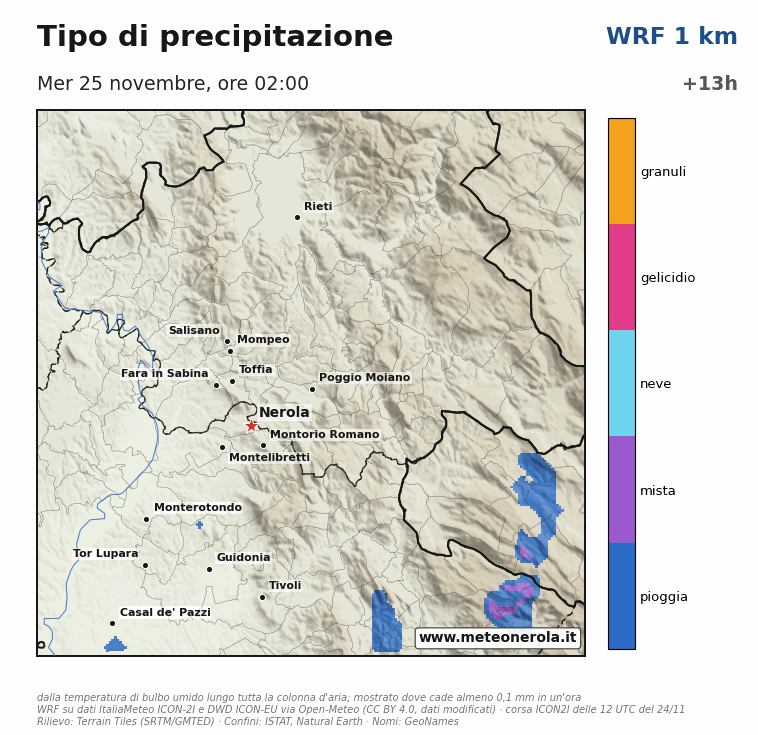 Tipo di precipitazione
WRF 1 km
Mer 25 novembre, ore 02:00
+13h
Rieti
Salisano
Mompeo
Fara in Sabina
Toffia
Poggio Moiano
Nerola
Montorio Romano
Montelibretti
Monterotondo
Tor Lupara
Guidonia
Tivoli
Casal de' Pazzi
www.meteonerola.it
granuli
gelicidio
neve
mista
pioggia
dalla temperatura di bulbo umido lungo tutta la colonna d'aria; mostrato dove cade almeno 0,1 mm in un'ora
WRF su dati ItaliaMeteo ICON-2I e DWD ICON-EU via Open-Meteo (CC BY 4.0, dati modificati) · corsa ICON2I delle 12 UTC del 24/11
Rilievo: Terrain Tiles (SRTM/GMTED) · Confini: ISTAT, Natural Earth · Nomi: GeoNames